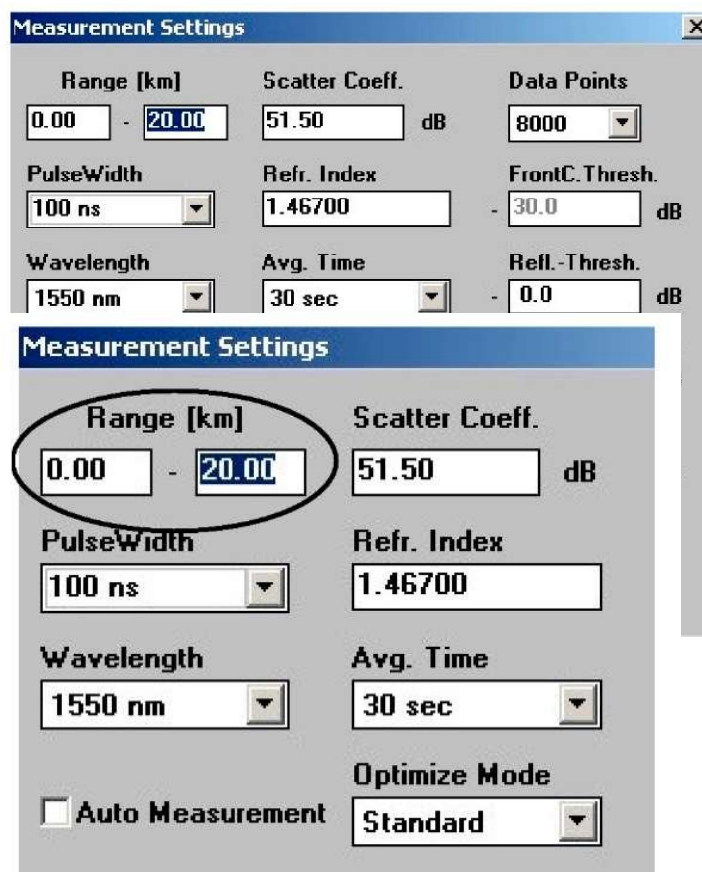 Measurement Settings
Range [km] Scatter Coeff. Data Points
0.00 - 20.00 51.50 dB 8000
PulseWidth Refr. Index FrontC.Thresh.
100 ns 1.46700 - 30.0 dB
Wavelength Avg. Time Refl.-Thresh.
1550 nm 30 sec - 0.0 dB
Measurement Settings
Range [km] Scatter Coeff.
0.00 - 20.00 51.50 dB
PulseWidth Refr. Index
100 ns 1.46700
Wavelength Avg. Time
1550 nm 30 sec
Optimize Mode
Auto Measurement Standard